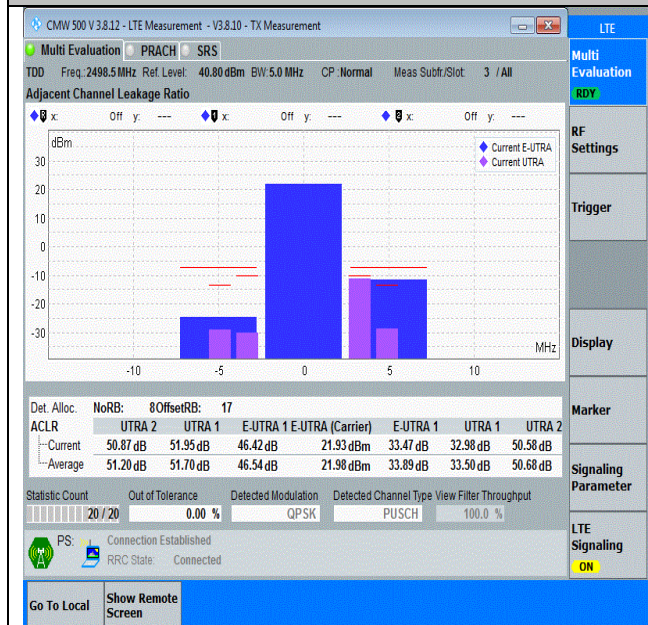 CMW 500 V 3.8.12 - LTE Measurement - V3.8.10 - TX Measurement
LTE
Multi Evaluation PRACH SRS
Multi Evaluation
RDY
TDD Freq.:2498.5 MHz Ref. Level: 40.80 dBm BW:5.0 MHz CP :Normal Meas Subfr./Slot: 3 / All
Adjacent Channel Leakage Ratio
x: Off y: --- x: Off y: --- x: Off y: ---
dBm
Current E-UTRA
Current UTRA
30
20
10
0
-10
-20
-30
MHz
-10 -5 0 5 10
RF Settings
Trigger
Display
Marker
Signaling Parameter
LTE Signaling
ON
Det. Alloc. NoRB: 8 OffsetRB: 17
ACLR UTRA 2 UTRA 1 E-UTRA 1 E-UTRA (Carrier) E-UTRA 1 UTRA 1 UTRA 2
Current 50.87 dB 51.95 dB 46.42 dB 21.93 dBm 33.47 dB 32.98 dB 50.58 dB
Average 51.20 dB 51.70 dB 46.54 dB 21.98 dBm 33.89 dB 33.50 dB 50.68 dB
Statistic Count Out of Tolerance Detected Modulation Detected Channel Type View Filter Throughput
20 / 20 0.00 % QPSK PUSCH 100.0 %
PS: Connection Established
RRC State: Connected
Go To Local
Show Remote Screen